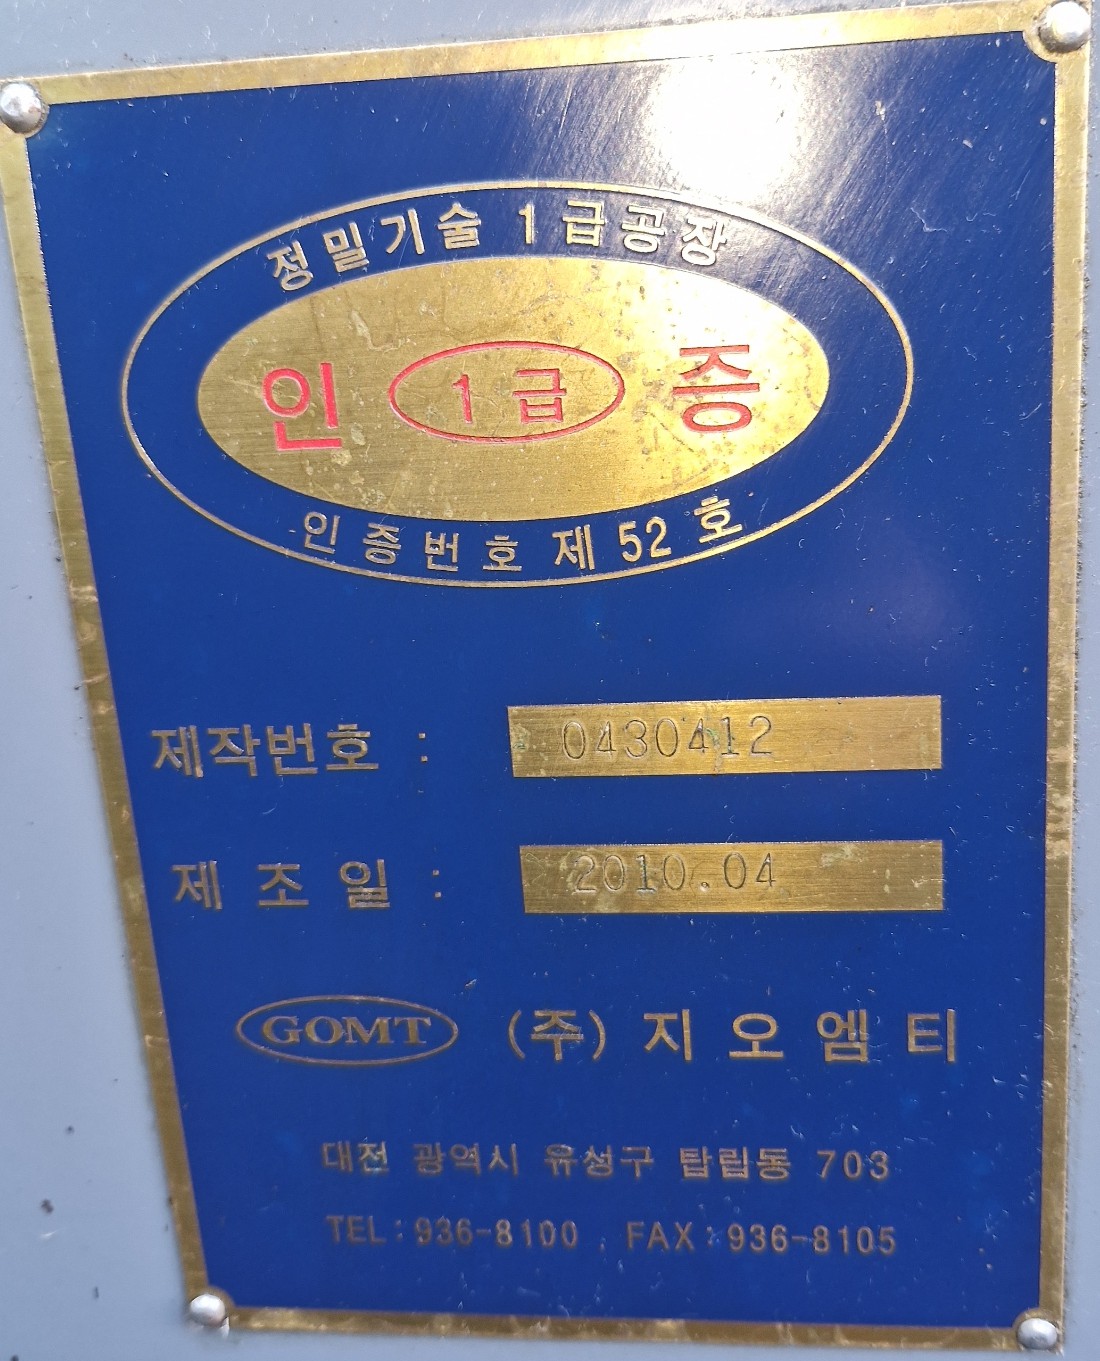 정밀기술 1급공장
인 1급 증
인증번호 제 52 호
제작번호 : 0430412
제 조 일 : 2010.04
GOMT (주) 지 오 엠 티
대전 광역시 유성구 탑립동 703
TEL : 936-8100 FAX : 936-8105